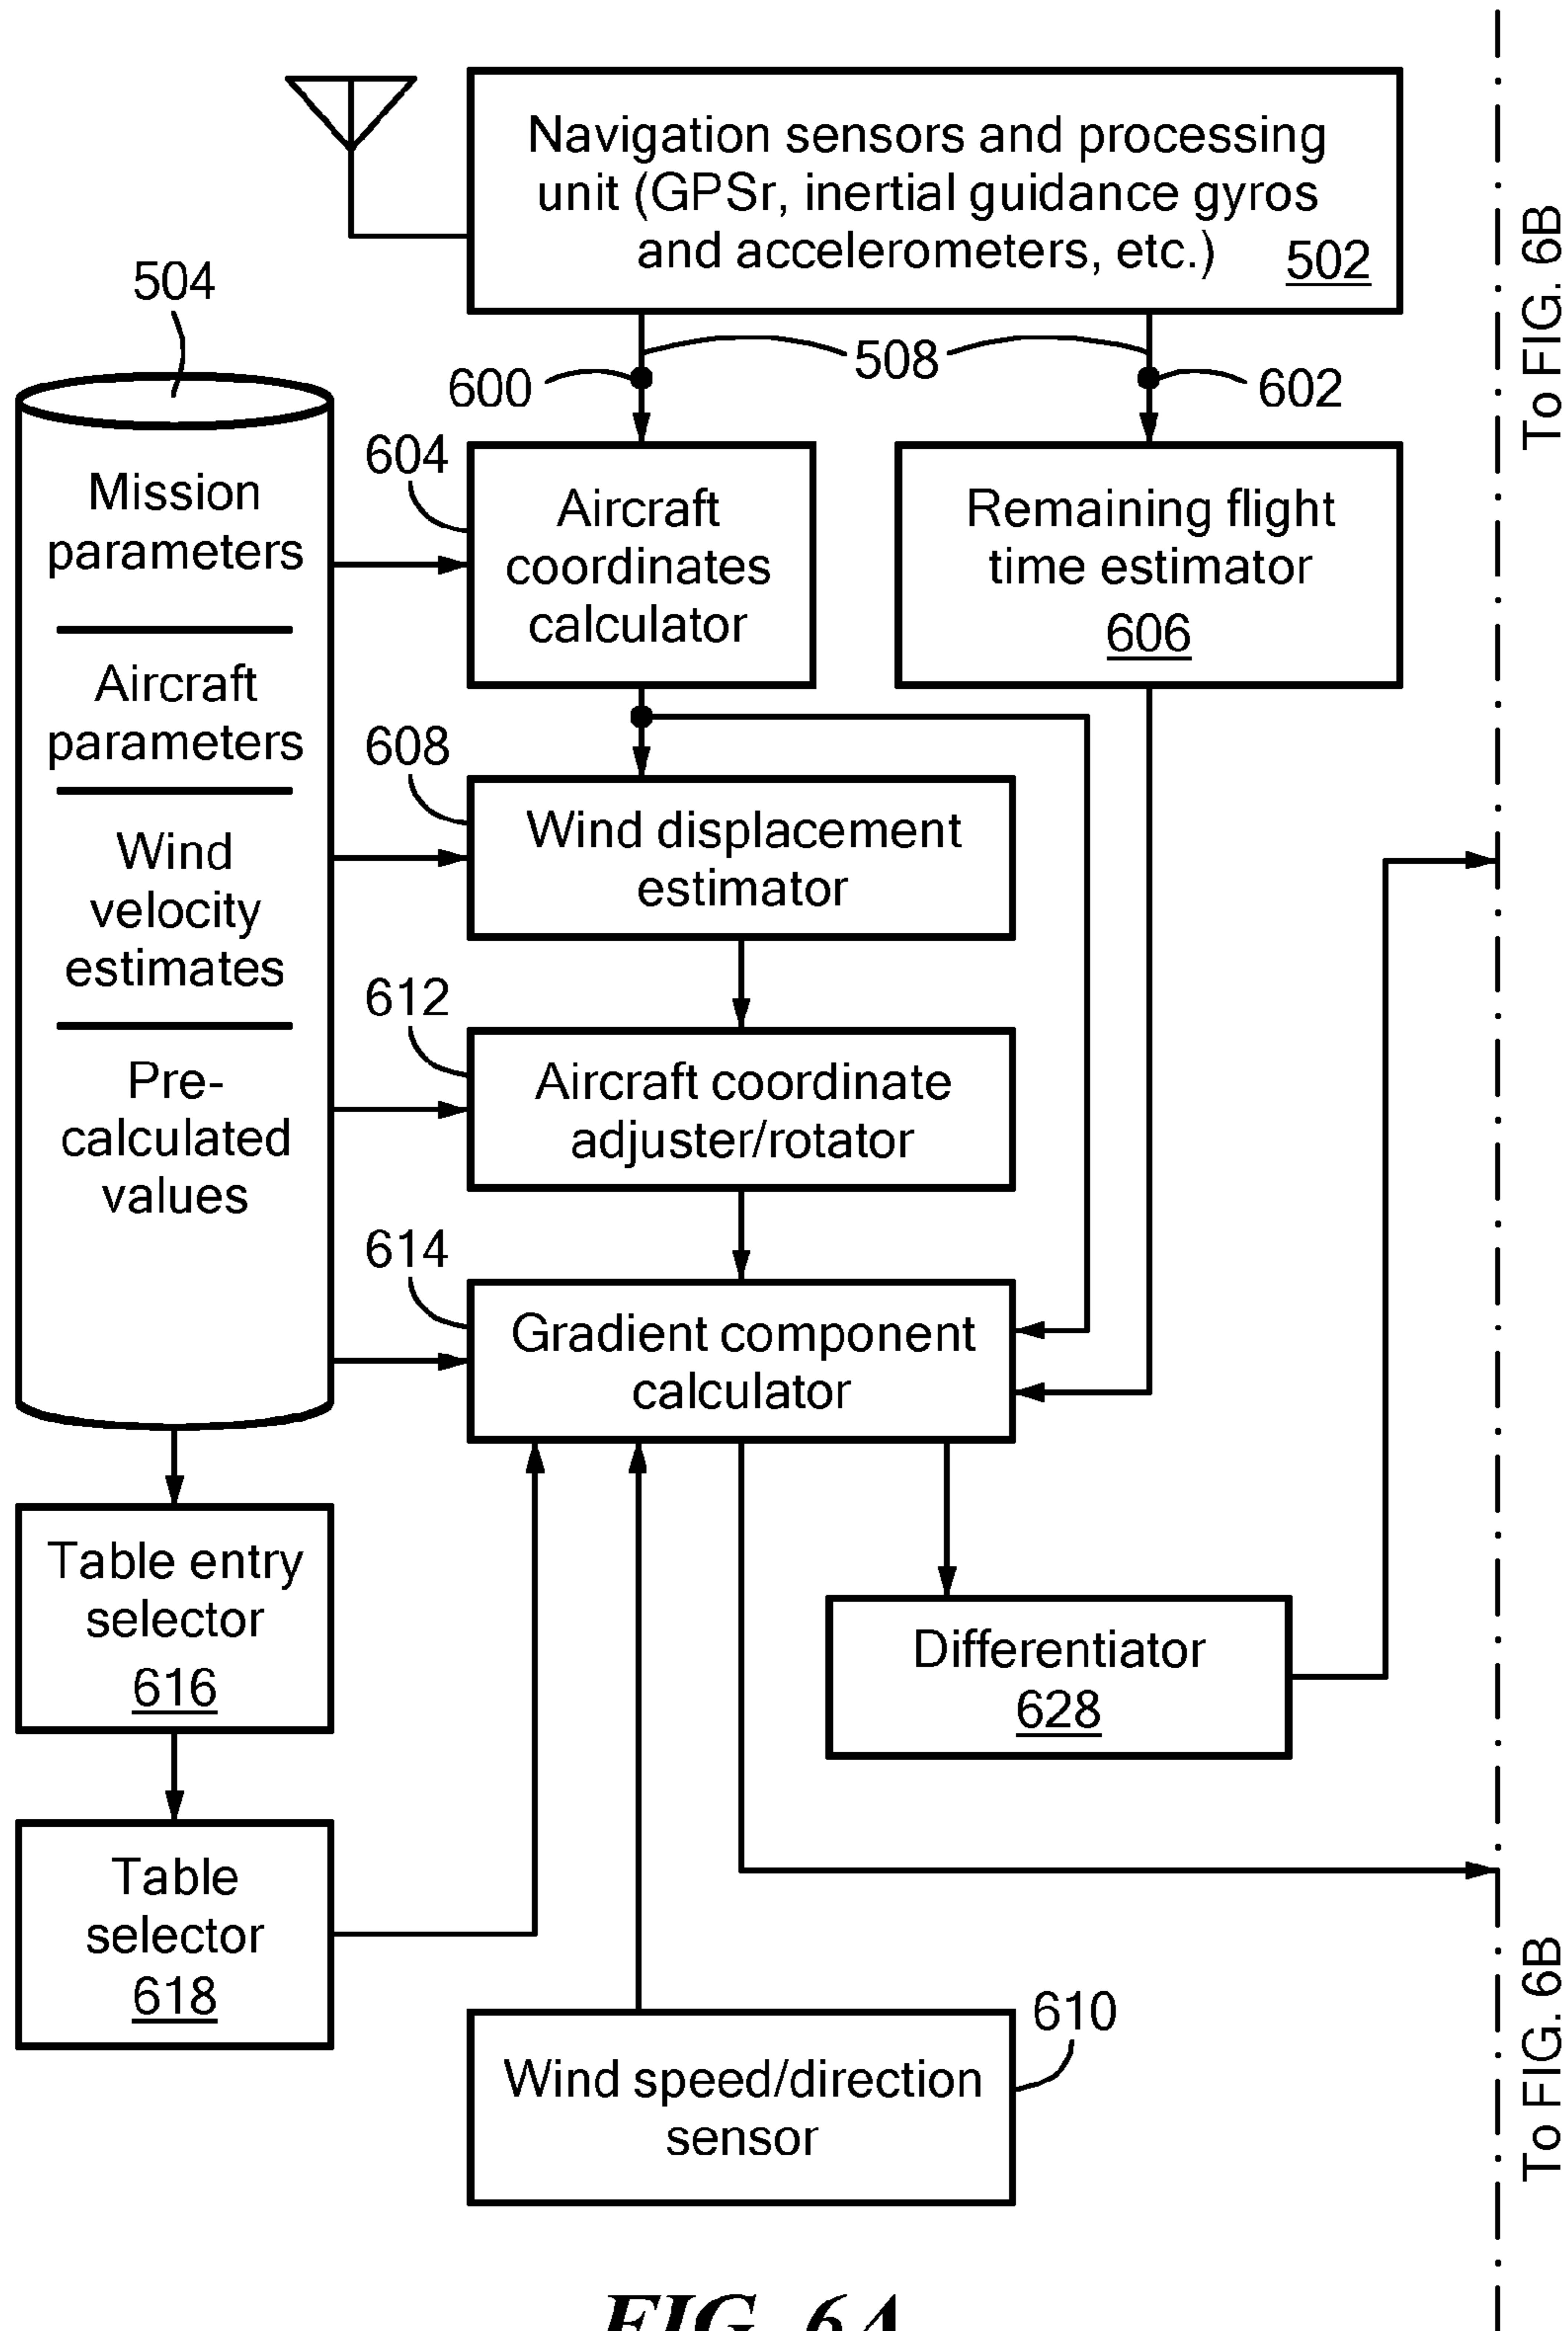 Navigation sensors and processing
unit (GPSr, inertial guidance gyros
and accelerometers, etc.) 502
To FIG. 6B
504
508
600
602
604
Mission
parameters
Aircraft
coordinates
calculator
Remaining flight
time estimator
606
Aircraft
parameters
608
Wind displacement
estimator
Wind
velocity
estimates
612
Aircraft coordinate
adjuster/rotator
Pre-
calculated
values
614
Gradient component
calculator
Table entry
selector
616
Differentiator
628
Table
selector
618
610
Wind speed/direction
sensor
To FIG. 6B
FIG. 6A